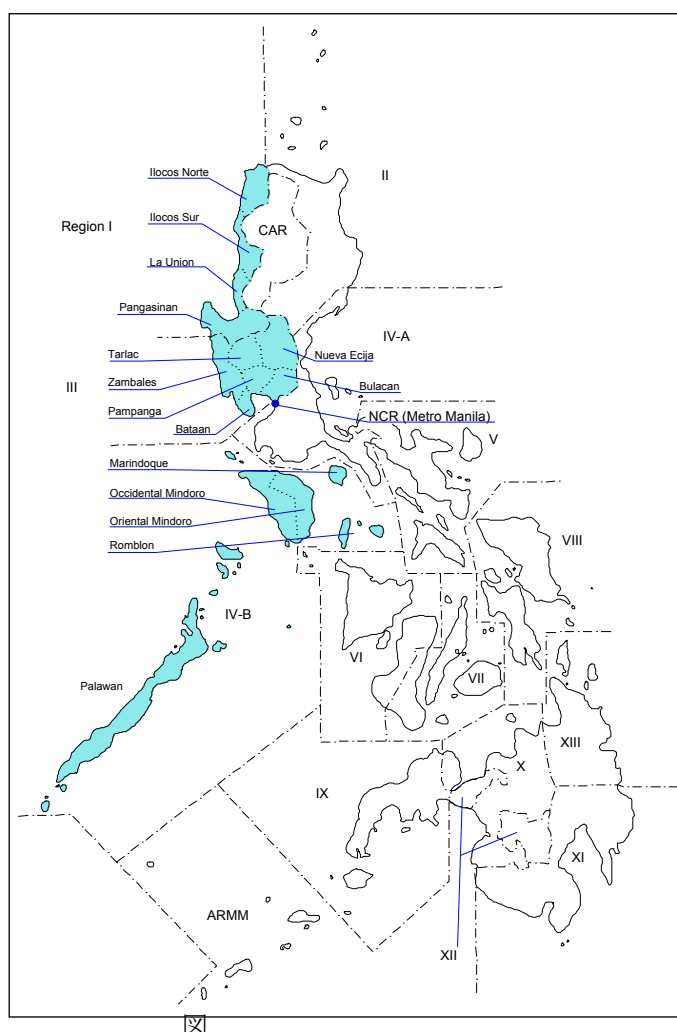 II
Ilocos Norte
Ilocos Sur
Region I
CAR
La Union
Pangasinan
IV-A
Tarlac
Nueva Ecija
III
Zambales
Bulacan
Pampanga
NCR (Metro Manila)
Bataan
V
Marindoque
Occidental Mindoro
Oriental Mindoro
Romblon
VIII
IV-B
VI
VII
Palawan
XIII
X
IX
XI
ARMM
XII
図